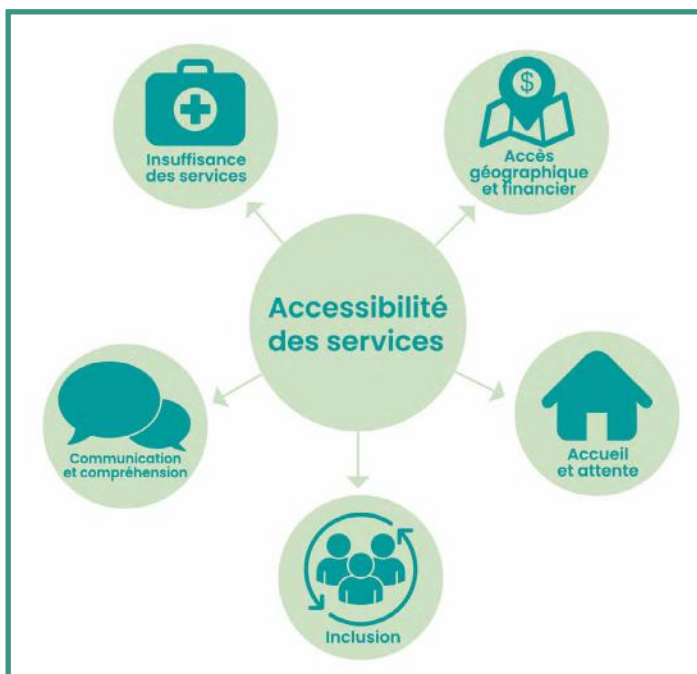 Insuffisance
des services
$
Accès
géographique
et financier
Accessibilité
des services
Communication
et compréhension
Accueil
et attente
Inclusion